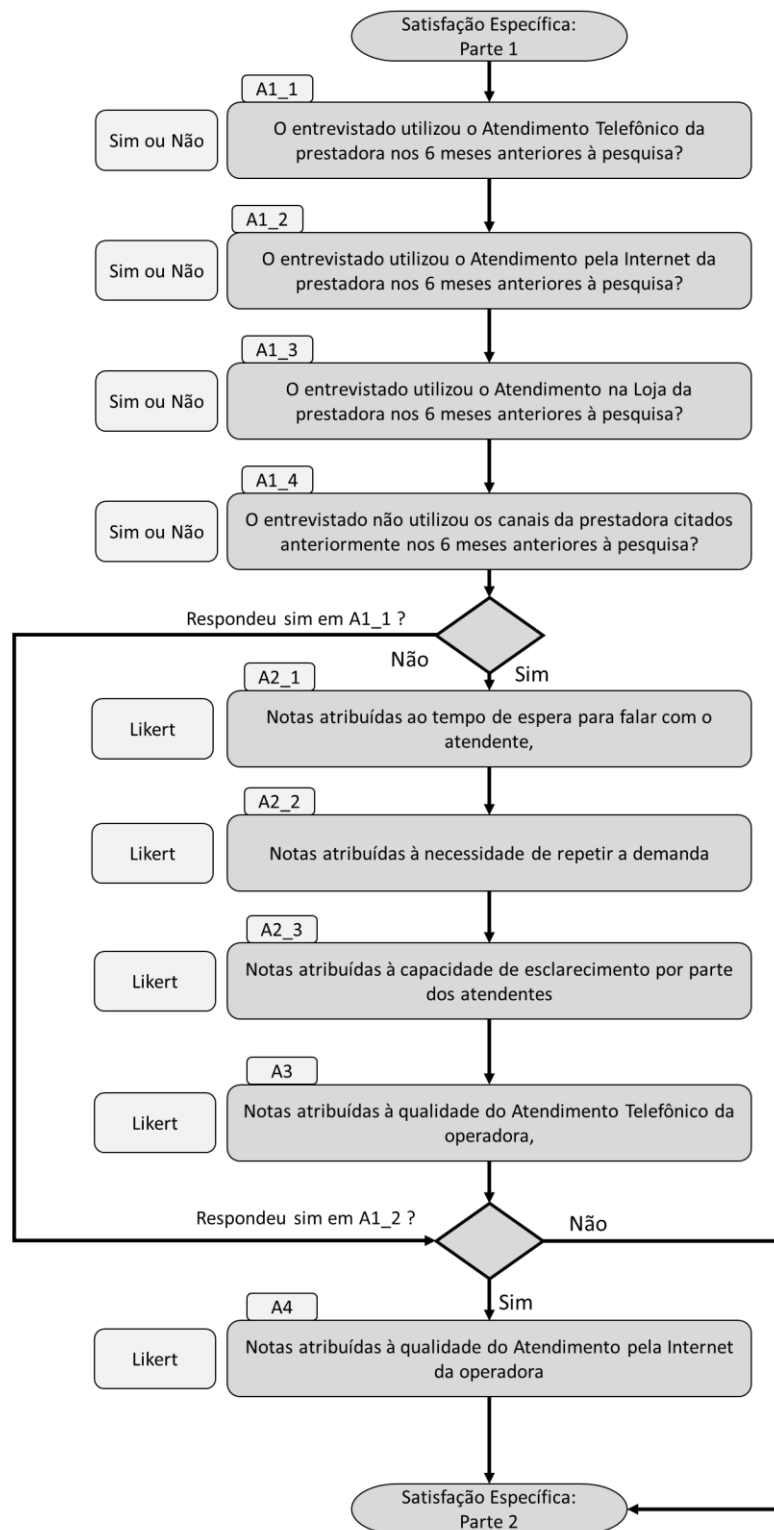 Satisfação Específica:
Parte 1
A1_1
Sim ou Não
O entrevistado utilizou o Atendimento Telefônico da
prestadora nos 6 meses anteriores à pesquisa?
A1_2
Sim ou Não
O entrevistado utilizou o Atendimento pela Internet da
prestadora nos 6 meses anteriores à pesquisa?
A1_3
Sim ou Não
O entrevistado utilizou o Atendimento na Loja da
prestadora nos 6 meses anteriores à pesquisa?
A1_4
Sim ou Não
O entrevistado não utilizou os canais da prestadora citados
anteriormente nos 6 meses anteriores à pesquisa?
Respondeu sim em A1_1 ?
Não
Sim
A2_1
Likert
Notas atribuídas ao tempo de espera para falar com o
atendente,
A2_2
Likert
Notas atribuídas à necessidade de repetir a demanda
A2_3
Likert
Notas atribuídas à capacidade de esclarecimento por parte
dos atendentes
A3
Likert
Notas atribuídas à qualidade do Atendimento Telefônico da
operadora,
Respondeu sim em A1_2 ?
Não
Sim
A4
Likert
Notas atribuídas à qualidade do Atendimento pela Internet
da operadora
Satisfação Específica:
Parte 2